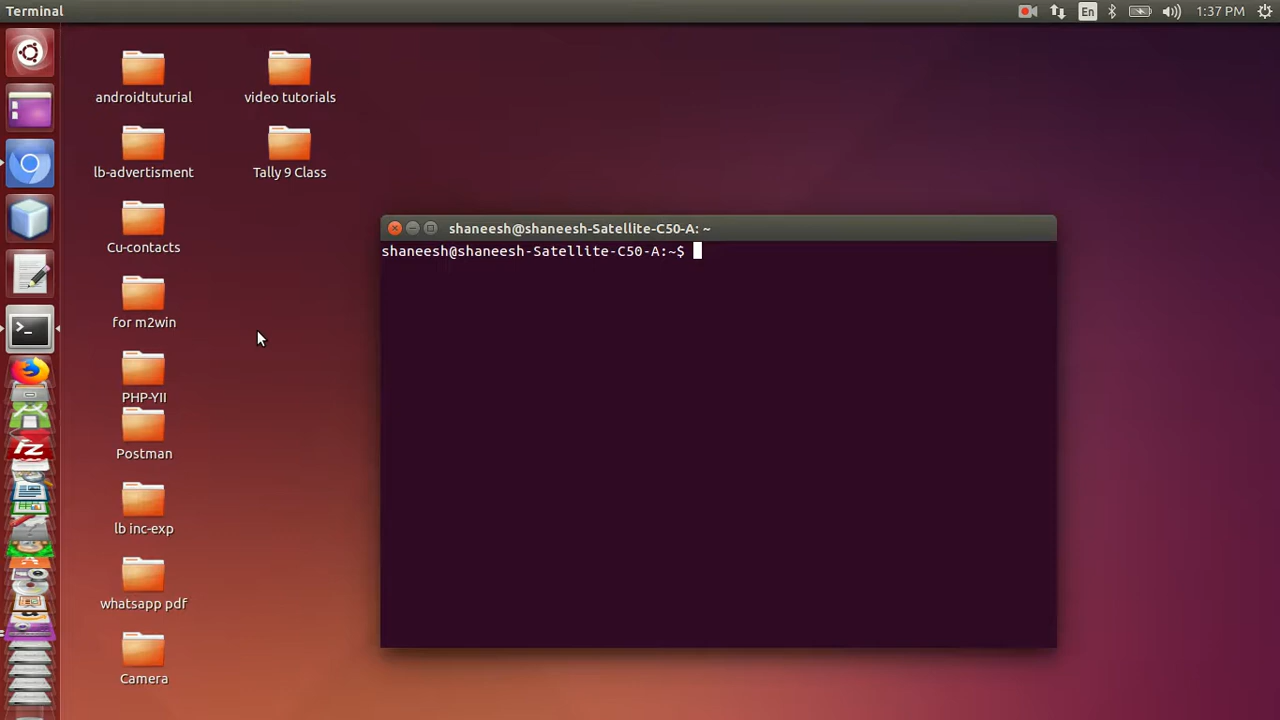 Terminal
En
1:37 PM
androidtuturial
video tutorials
lb-advertisment
Tally 9 Class
Cu-contacts
for m2win
PHP-YII
Postman
lb inc-exp
whatsapp pdf
Camera
shaneesh@shaneesh-Satellite-C50-A: ~
shaneesh@shaneesh-Satellite-C50-A:~$
>_
FZ